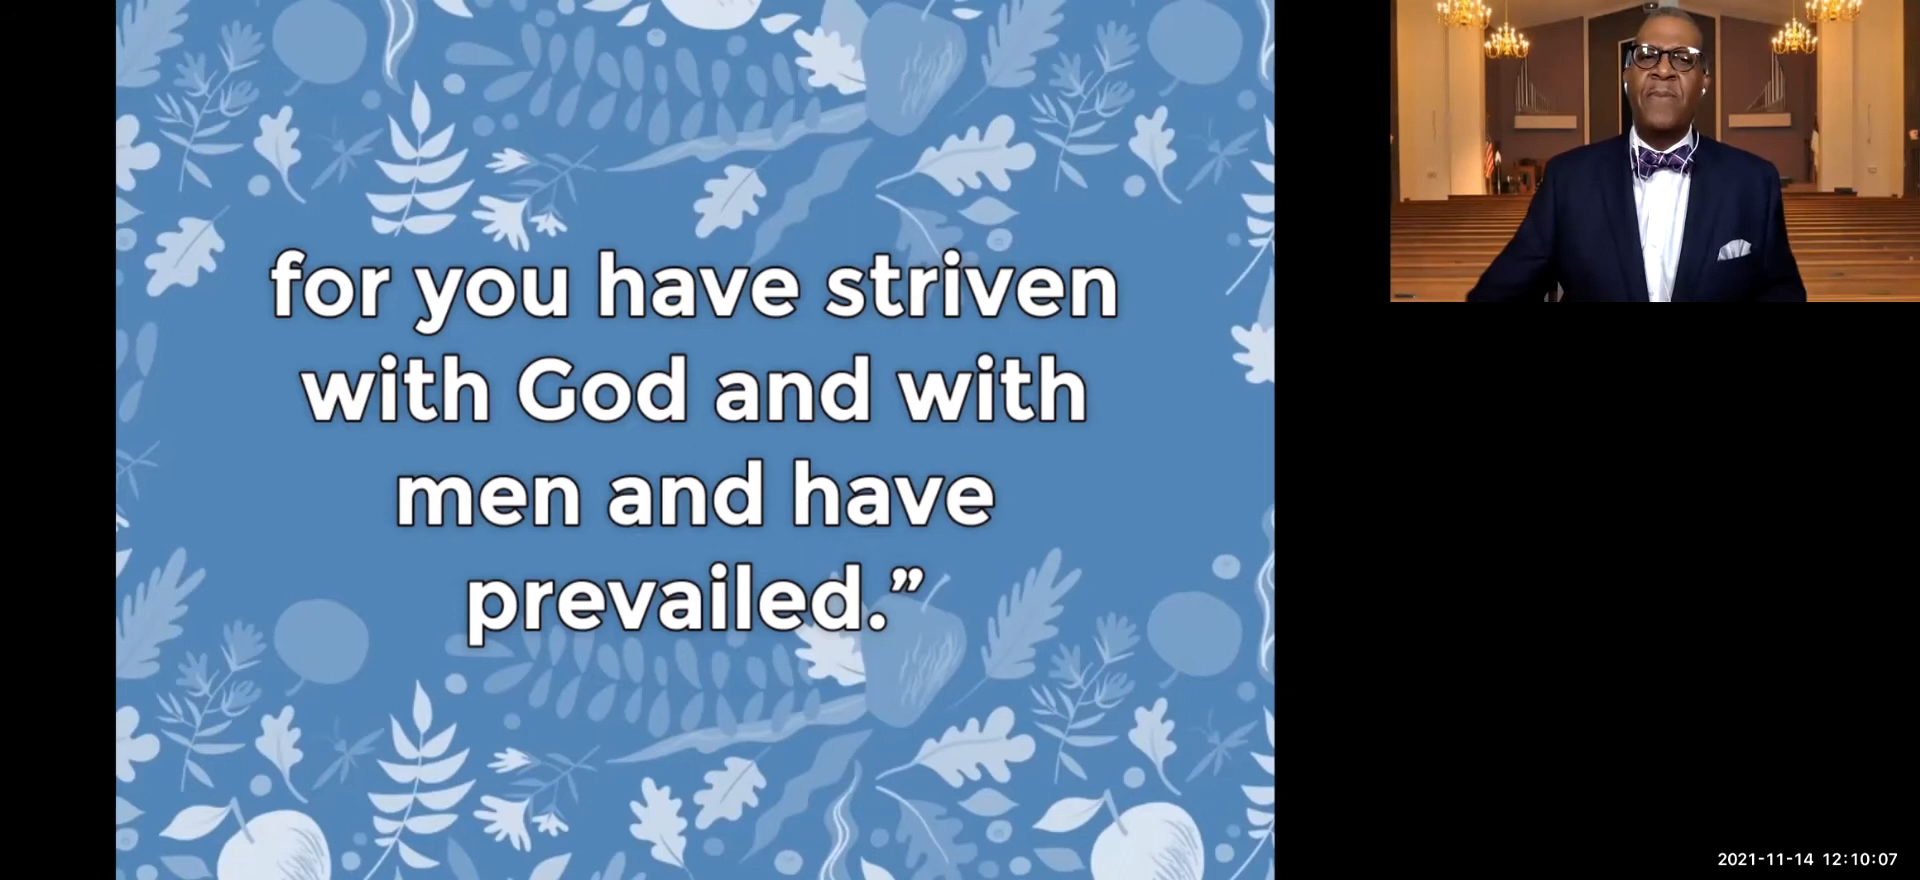 for you have striven
with God and with
men and have
prevailed.”
2021-11-14 12:10:07